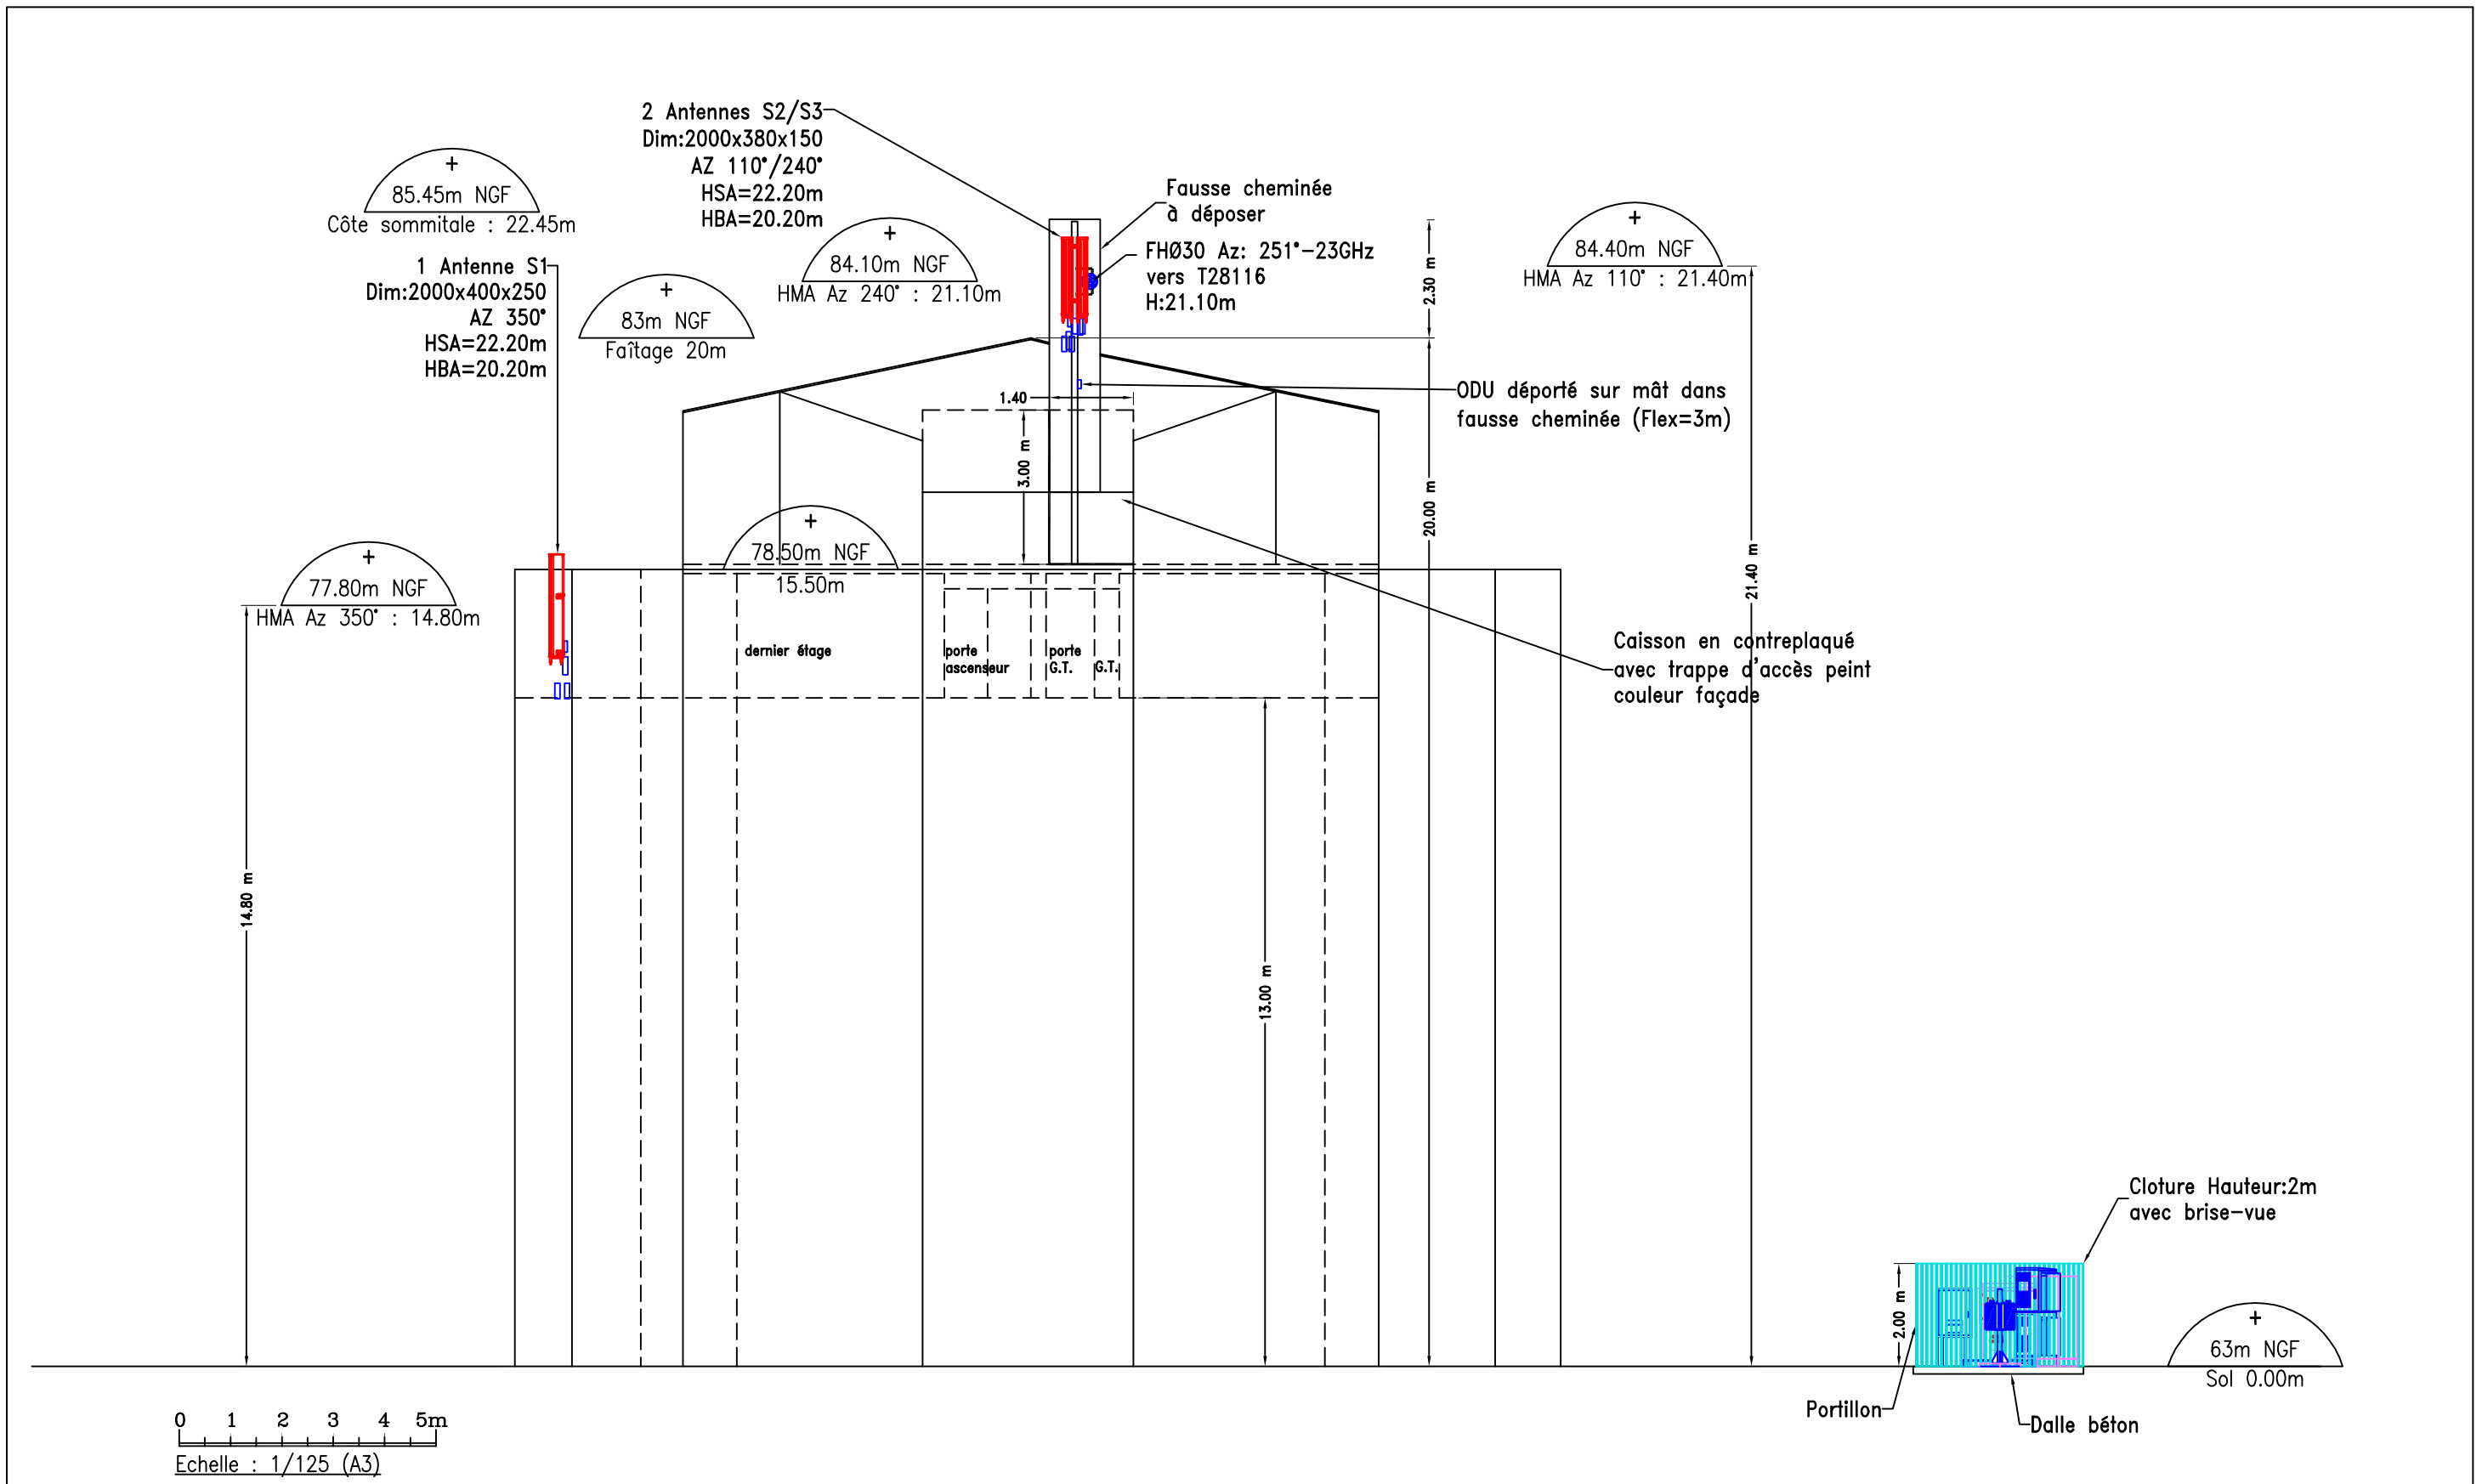 2 Antennes S2/S3
Dim:2000x380x150
AZ 110°/240°
HSA=22.20m
HBA=20.20m
+
85.45m NGF
Côte sommitale : 22.45m
Fausse cheminée
à déposer
+
84.10m NGF
HMA Az 240° : 21.10m
FHØ30 Az: 251°-23GHz
vers T28116
H:21.10m
+
84.40m NGF
HMA Az 110° : 21.40m
1 Antenne S1
Dim:2000x400x250
AZ 350°
HSA=22.20m
HBA=20.20m
+
83m NGF
Faîtage 20m
2.30 m
1.40
ODU déporté sur mât dans
fausse cheminée (Flex=3m)
3.00 m
20.00 m
21.40 m
+
78.50m NGF
15.50m
+
77.80m NGF
HMA Az 350° : 14.80m
dernier étage
porte
ascenseur
porte
G.T.
G.T.
Caisson en contreplaqué
avec trappe d'accès peint
couleur façade
14.80 m
13.00 m
Cloture Hauteur:2m
avec brise-vue
2.00 m
+
63m NGF
Sol 0.00m
Portillon
Dalle béton
0 1 2 3 4 5m
Echelle : 1/125 (A3)